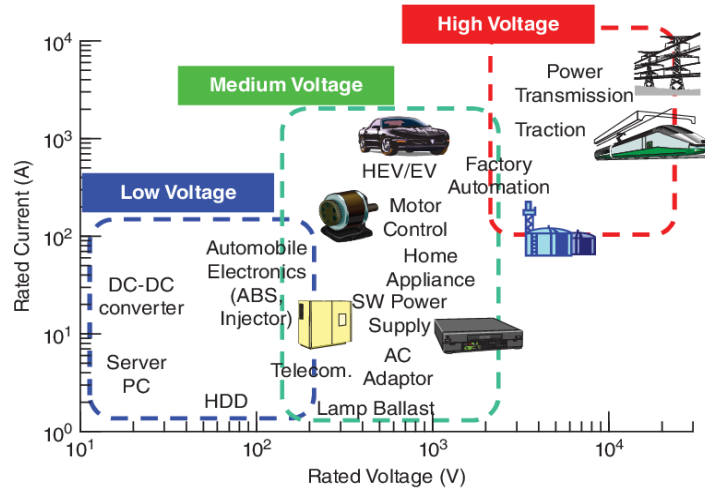 High Voltage
Medium Voltage
Low Voltage
Power
Transmission
Traction
Factory
Automation
HEV/EV
Motor
Control
Home
Appliance
SW Power
Supply
AC
Adaptor
Lamp Ballast
Automobile
Electronics
(ABS,
Injector)
Telecom.
DC-DC
converter
Server
PC
HDD
Rated Current (A)
10⁴
10³
10²
10¹
10⁰
10¹
10²
10³
10⁴
Rated Voltage (V)